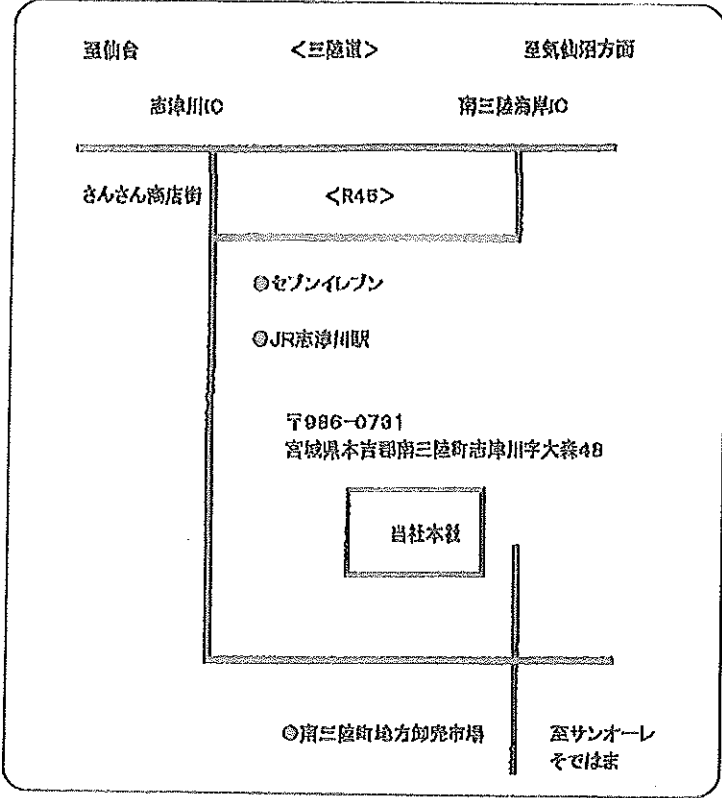 至仙台
<三陸道>
至気仙沼方面
志津川IC
南三陸海岸IC
さんさん商店街
<R45>
◎セブンイレブン
◎JR志津川駅
〒986-0731
宮城県本吉郡南三陸町志津川字大森48
当社本社
◎南三陸町地方卸売市場
至サンオーレ
そではま